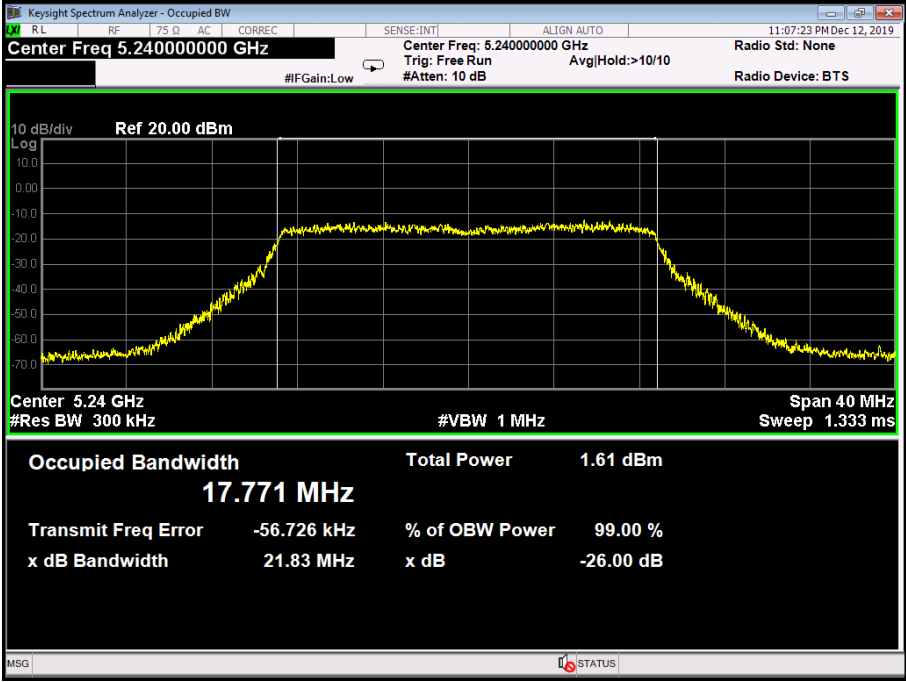 Keysight Spectrum Analyzer - Occupied BW
LXI RL RF 75 Ω AC CORREC SENSE:INT ALIGN AUTO 11:07:23 PM Dec 12, 2019
Center Freq 5.240000000 GHz Center Freq: 5.240000000 GHz Radio Std: None
Trig: Free Run Avg|Hold:>10/10
#IFGain:Low #Atten: 10 dB Radio Device: BTS
10 dB/div Ref 20.00 dBm
Log
10.0
0.00
-10.0
-20.0
-30.0
-40.0
-50.0
-60.0
-70.0
Center 5.24 GHz Span 40 MHz
#Res BW 300 kHz #VBW 1 MHz Sweep 1.333 ms
Occupied Bandwidth Total Power 1.61 dBm
17.771 MHz
Transmit Freq Error -56.726 kHz % of OBW Power 99.00 %
x dB Bandwidth 21.83 MHz x dB -26.00 dB
MSG STATUS